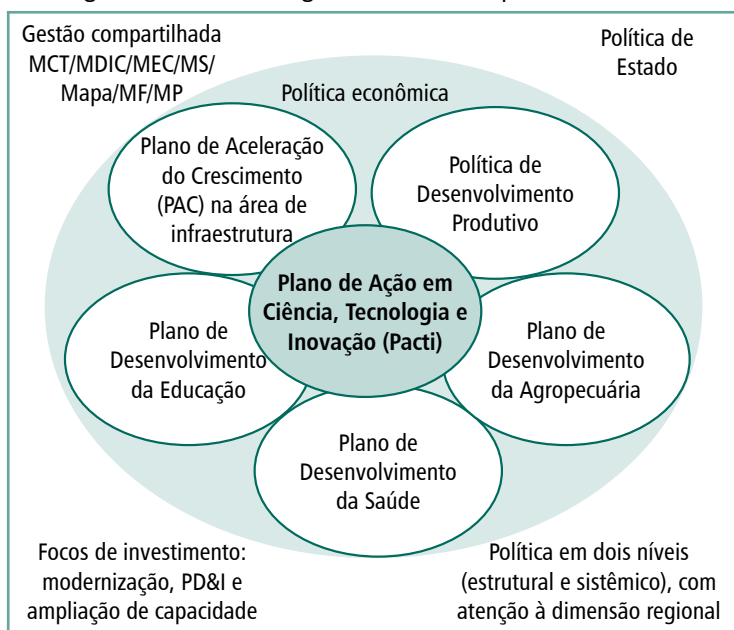 Gestão compartilhada
MCT/MDIC/MEC/MS/
Mapa/MF/MP
Política de
Estado
Política econômica
Plano de Aceleração
do Crescimento
(PAC) na área de
infraestrutura
Política de
Desenvolvimento
Produtivo
Plano de Ação em
Ciência, Tecnologia e
Inovação (Pacti)
Plano de
Desenvolvimento
da Educação
Plano de
Desenvolvimento
da Agropecuária
Plano de
Desenvolvimento
da Saúde
Focos de investimento:
modernização, PD&I e
ampliação de capacidade
Política em dois níveis
(estrutural e sistêmico), com
atenção à dimensão regional